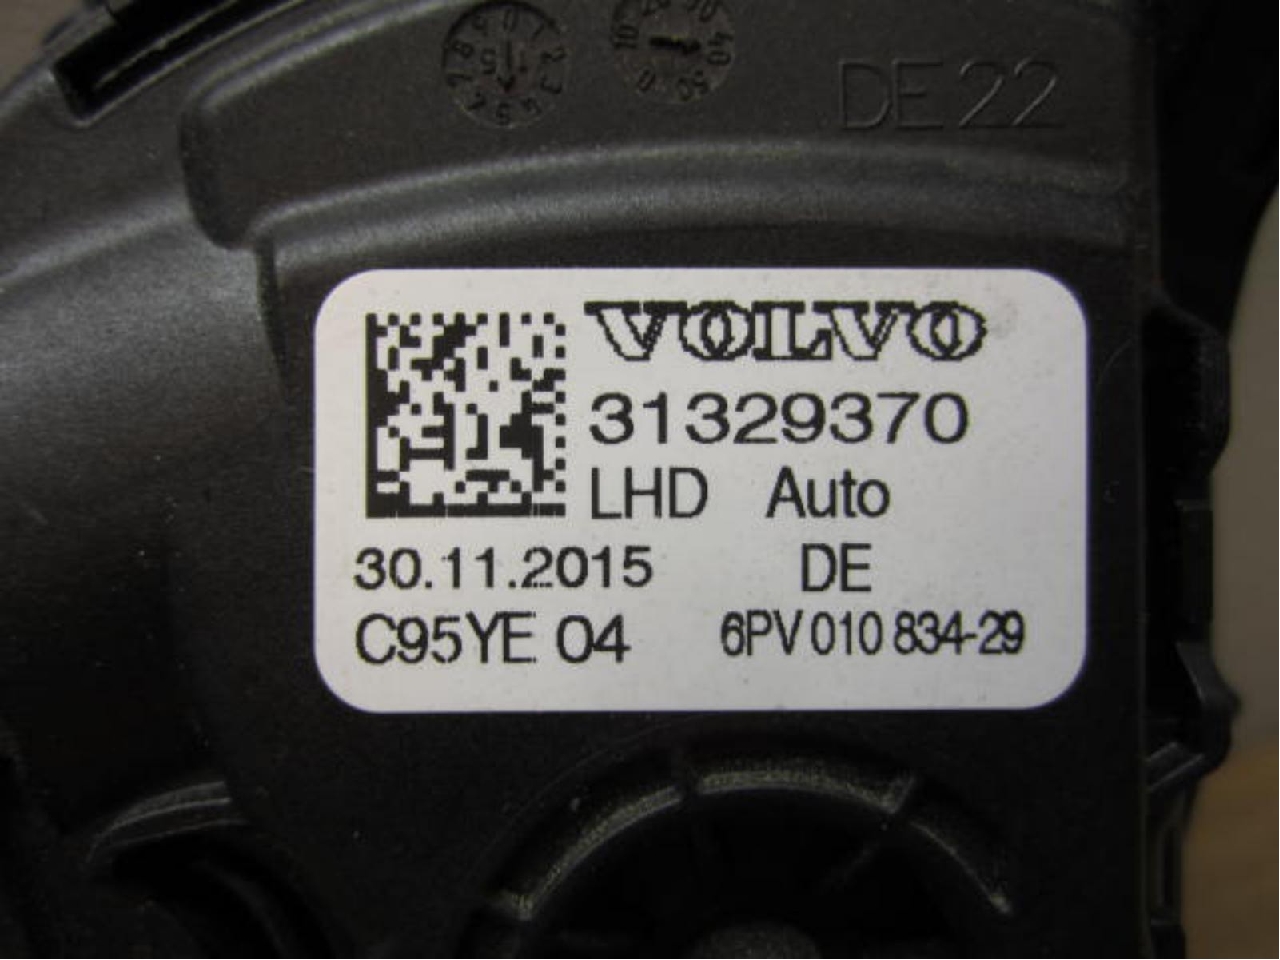 DE 22
VOLVO
31329370
LHD Auto
30.11.2015 DE
C95YE 04 6PV 010 834-29